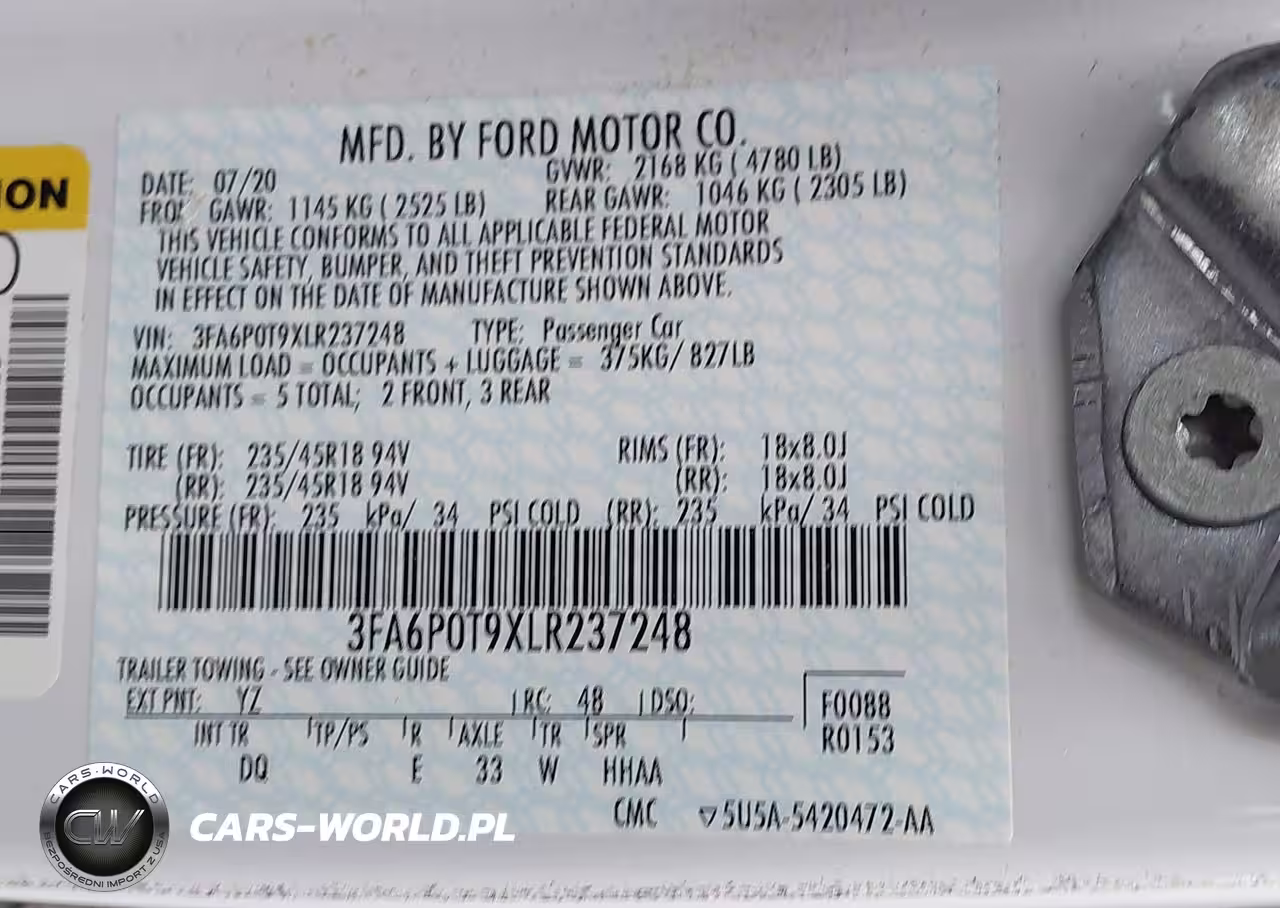 MFD. BY FORD MOTOR CO.
DATE: 07/20 GVWR: 2168 KG ( 4780 LB)
GAWR: 1145 KG ( 2525 LB) REAR GAWR: 1046 KG ( 2305 LB)
THIS VEHICLE CONFORMS TO ALL APPLICABLE FEDERAL MOTOR
VEHICLE SAFETY, BUMPER, AND THEFT PREVENTION STANDARDS
IN EFFECT ON THE DATE OF MANUFACTURE SHOWN ABOVE.
VIN: 3FA6P0T9XLR237248 TYPE: Passenger Car
MAXIMUM LOAD = OCCUPANTS + LUGGAGE = 375KG/ 827LB
OCCUPANTS = 5 TOTAL; 2 FRONT, 3 REAR
TIRE (FR): 235/45R18 94V RIMS (FR): 18x8.0J
(RR): 235/45R18 94V (RR): 18x8.0J
PRESSURE (FR): 235 kPa/ 34 PSI COLD (RR): 235 kPa/ 34 PSI COLD
3FA6P0T9XLR237248
TRAILER TOWING - SEE OWNER GUIDE
EXT PNT: YZ RC: 48 DSO: F0088
INT TR TP/PS R AXLE TR SPR R0153
DQ E 33 W HHAA
CMC ▽5U5A-5420472-AA
CARS-WORLD
CW
BEZPOŚREDNI IMPORT Z USA
CARS-WORLD.PL